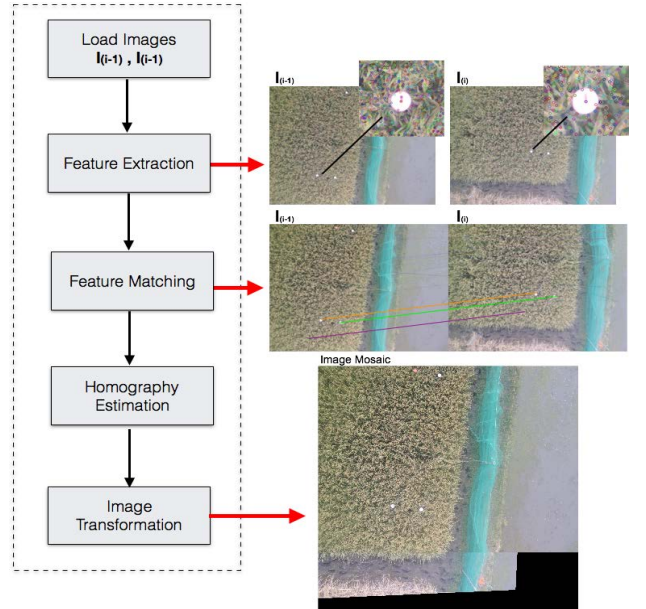 Load Images
I(i-1) , I(i-1)
Feature Extraction
Feature Matching
Homography
Estimation
Image
Transformation
I(i-1)
I(i)
I(i-1)
I(i)
Image Mosaic